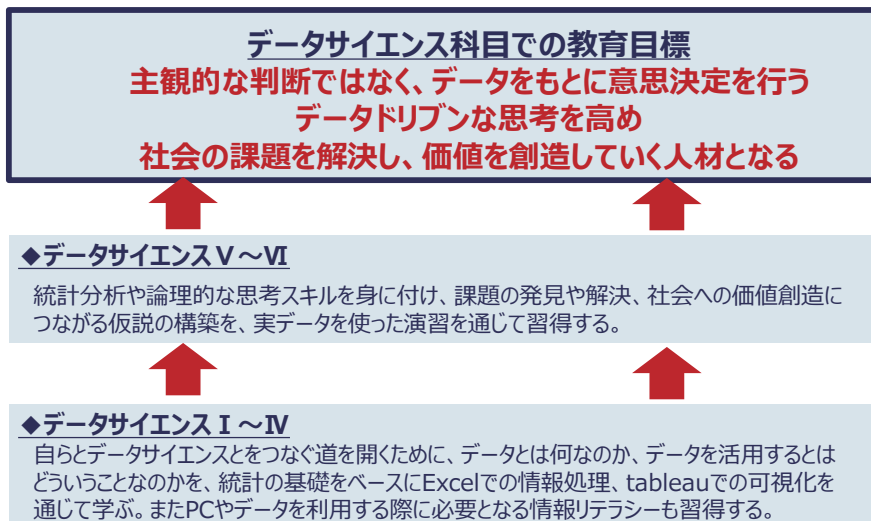 データサイエンス科目での教育目標
主観的な判断ではなく、データをもとに意思決定を行う
データドリブンな思考を高め
社会の課題を解決し、価値を創造していく人材となる
◆データサイエンスⅤ～Ⅵ
統計分析や論理的な思考スキルを身に付け、課題の発見や解決、社会への価値創造に
つながる仮説の構築を、実データを使った演習を通じて習得する。
◆データサイエンスⅠ～Ⅳ
自らとデータサイエンスとをつなぐ道を開くために、データとは何なのか、データを活用するとは
どういうことなのかを、統計の基礎をベースにExcelでの情報処理、tableauでの可視化を
通じて学ぶ。またPCやデータを利用する際に必要となる情報リテラシーも習得する。